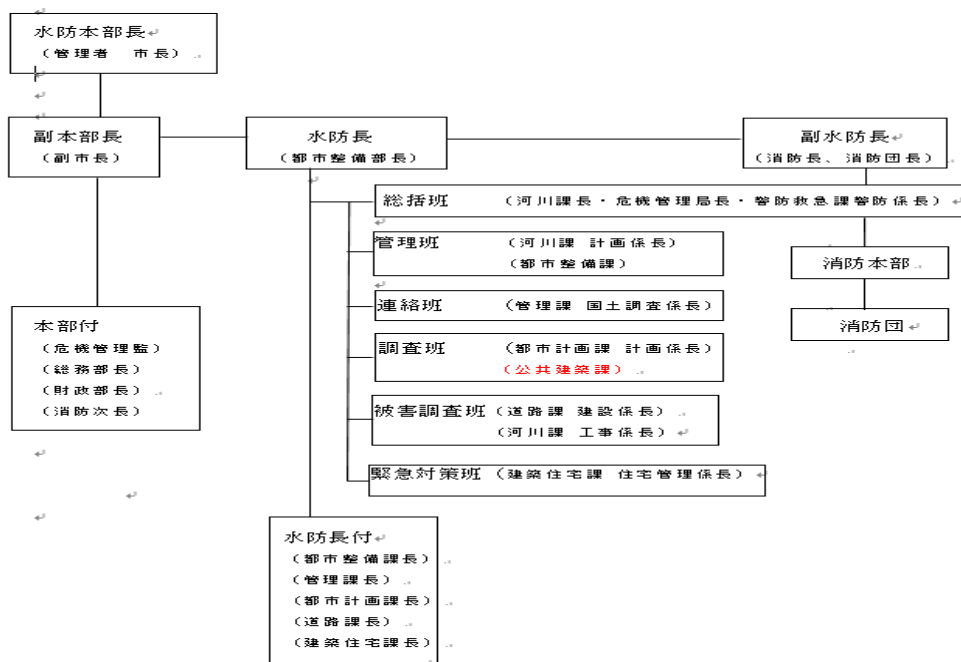 水防本部長
（管理者　市長）
副本部長
（副市長）
水防長
（都市整備部長）
副水防長
（消防長、消防団長）
総括班　（河川課長・危機管理局長・警防救急課警防係長）
管理班　（河川課 計画係長）
（都市整備課）
連絡班　（管理課 国土調査係長）
調査班　（都市計画課 計画係長）
（公共建築課）
被害調査班（道路課 建設係長）
（河川課 工事係長）
緊急対策班（建築住宅課 住宅管理係長）
消防本部
消防団
本部付
（危機管理監）
（総務部長）
（財政部長）
（消防次長）
水防長付
（都市整備課長）
（管理課長）
（都市計画課長）
（道路課長）
（建築住宅課長）